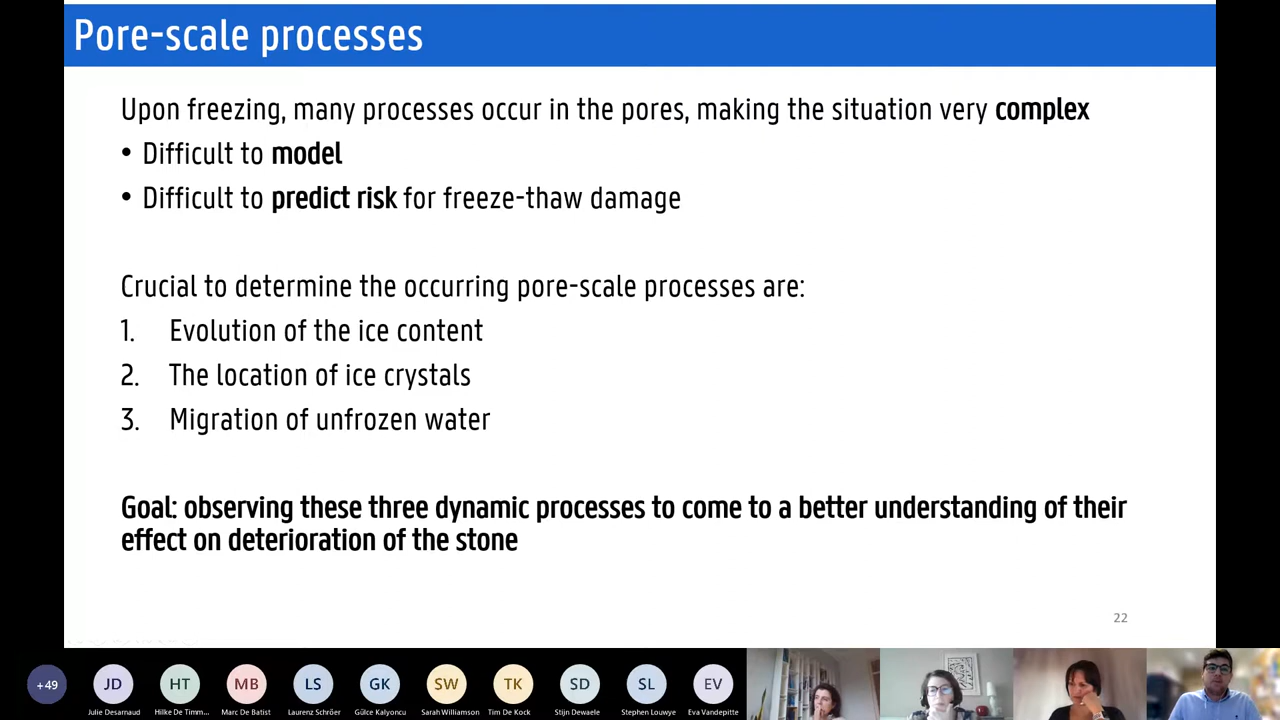 Pore-scale processes
Upon freezing, many processes occur in the pores, making the situation very complex
• Difficult to model
• Difficult to predict risk for freeze-thaw damage
Crucial to determine the occurring pore-scale processes are:
1. Evolution of the ice content
2. The location of ice crystals
3. Migration of unfrozen water
Goal: observing these three dynamic processes to come to a better understanding of their
effect on deterioration of the stone
22
+49 JD HT MB LS GK SW TK SD SL EV
Julie Desarnaud Hilke De Timm... Marc De Batist Laurenz Schröer Gülce Kalyoncu Sarah Williamson Tim De Kock Stijn Dewaele Stephen Louwye Eva Vandepitte